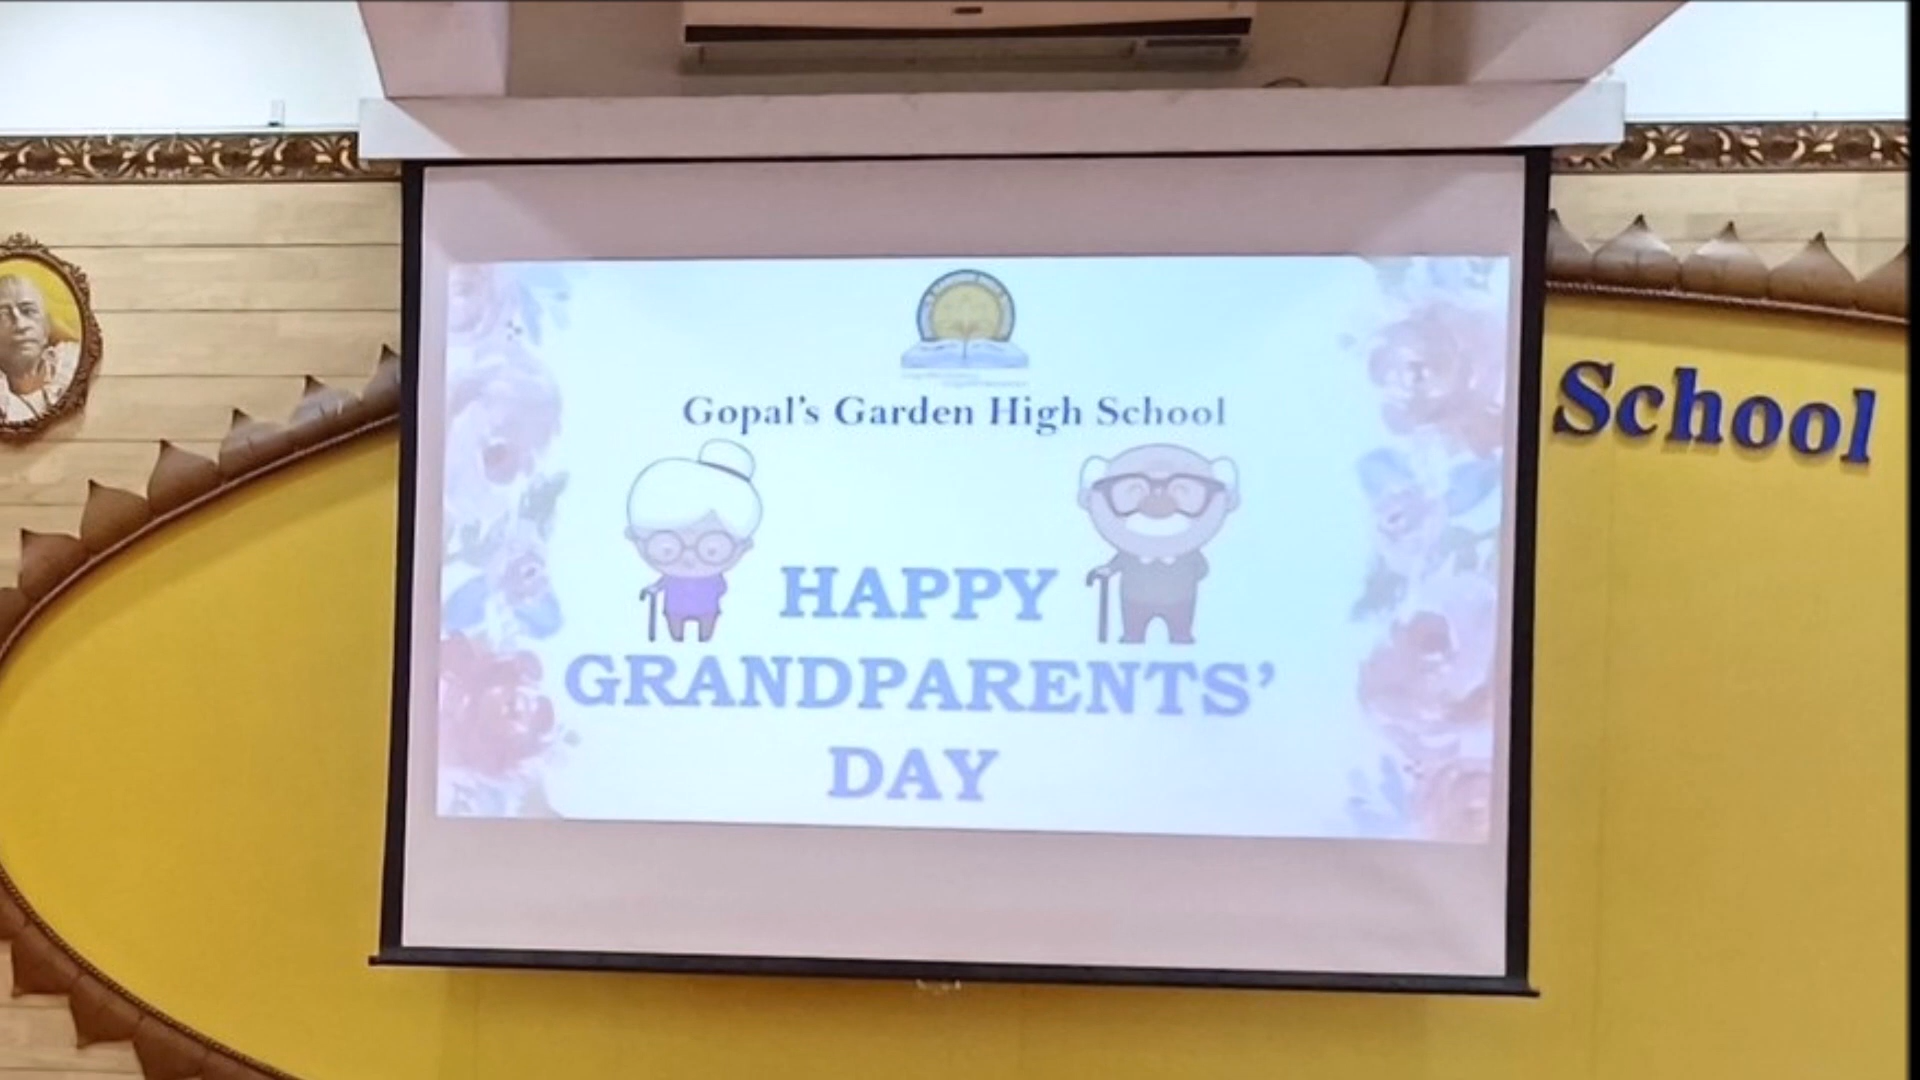 Gopal's Garden High School
HAPPY
GRANDPARENTS'
DAY
School